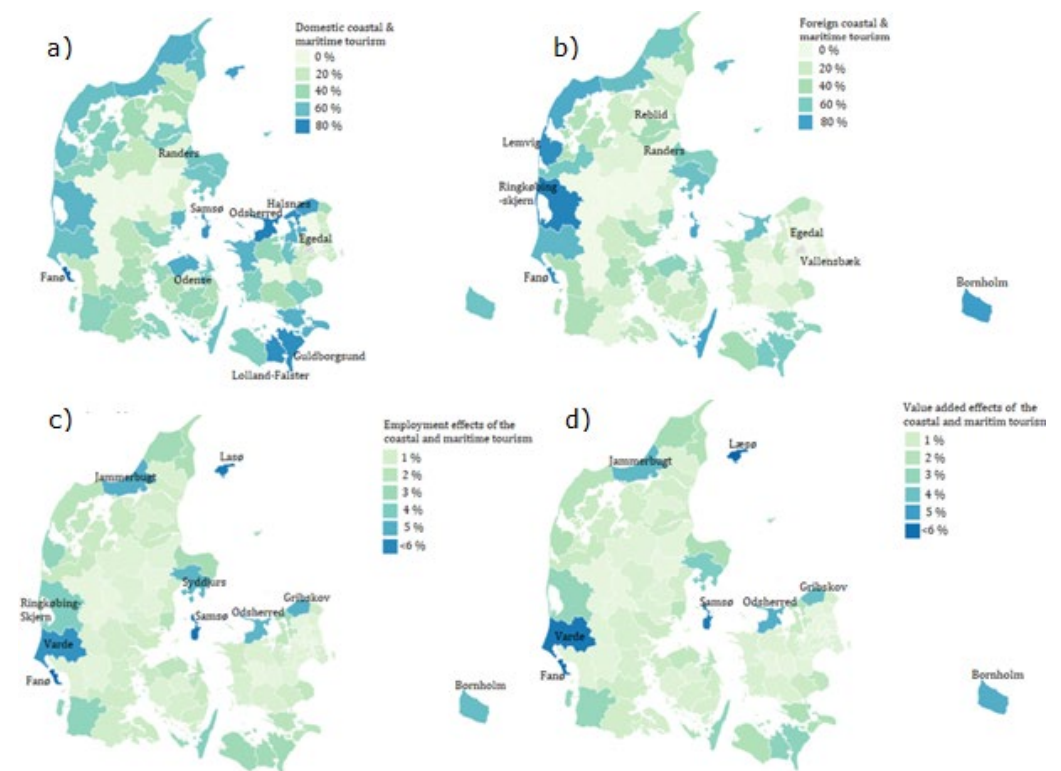 a)
Domestic coastal &
maritime tourism
0 %
20 %
40 %
60 %
80 %
Randers
Samsø
Odsherred
Halsnæs
Egedal
Fanø
Odense
Guldborgsund
Lolland-Falster
b)
Foreign coastal &
maritime tourism
0 %
20 %
40 %
60 %
80 %
Reblid
Lemvig
Randers
Ringkøbing
-skjern
Egedal
Vallensbæk
Fanø
Bornholm
c)
Employment effects of the
coastal and maritime tourism
1 %
2 %
3 %
4 %
5 %
<6 %
Lasø
Jammerbugt
Syddjurs
Gribskov
Ringkøbing-
Skjern
Samsø
Odsherred
Varde
Fanø
Bornholm
d)
Value added effects of the
coastal and maritim tourism
1 %
2 %
3 %
4 %
5 %
<6 %
Læsø
Jammerbugt
Gribskov
Samsø
Odsherred
Varde
Fanø
Bornholm